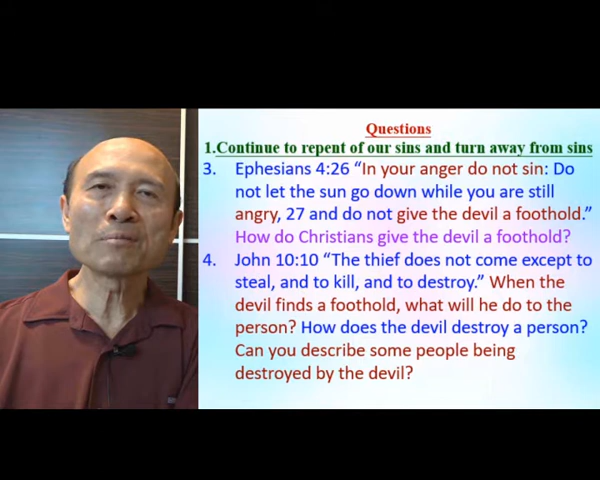 Questions
1.Continue to repent of our sins and turn away from sins
3. Ephesians 4:26 “In your anger do not sin: Do
not let the sun go down while you are still
angry, 27 and do not give the devil a foothold.”
How do Christians give the devil a foothold?
4. John 10:10 “The thief does not come except to
steal, and to kill, and to destroy.” When the
devil finds a foothold, what will he do to the
person? How does the devil destroy a person?
Can you describe some people being
destroyed by the devil?